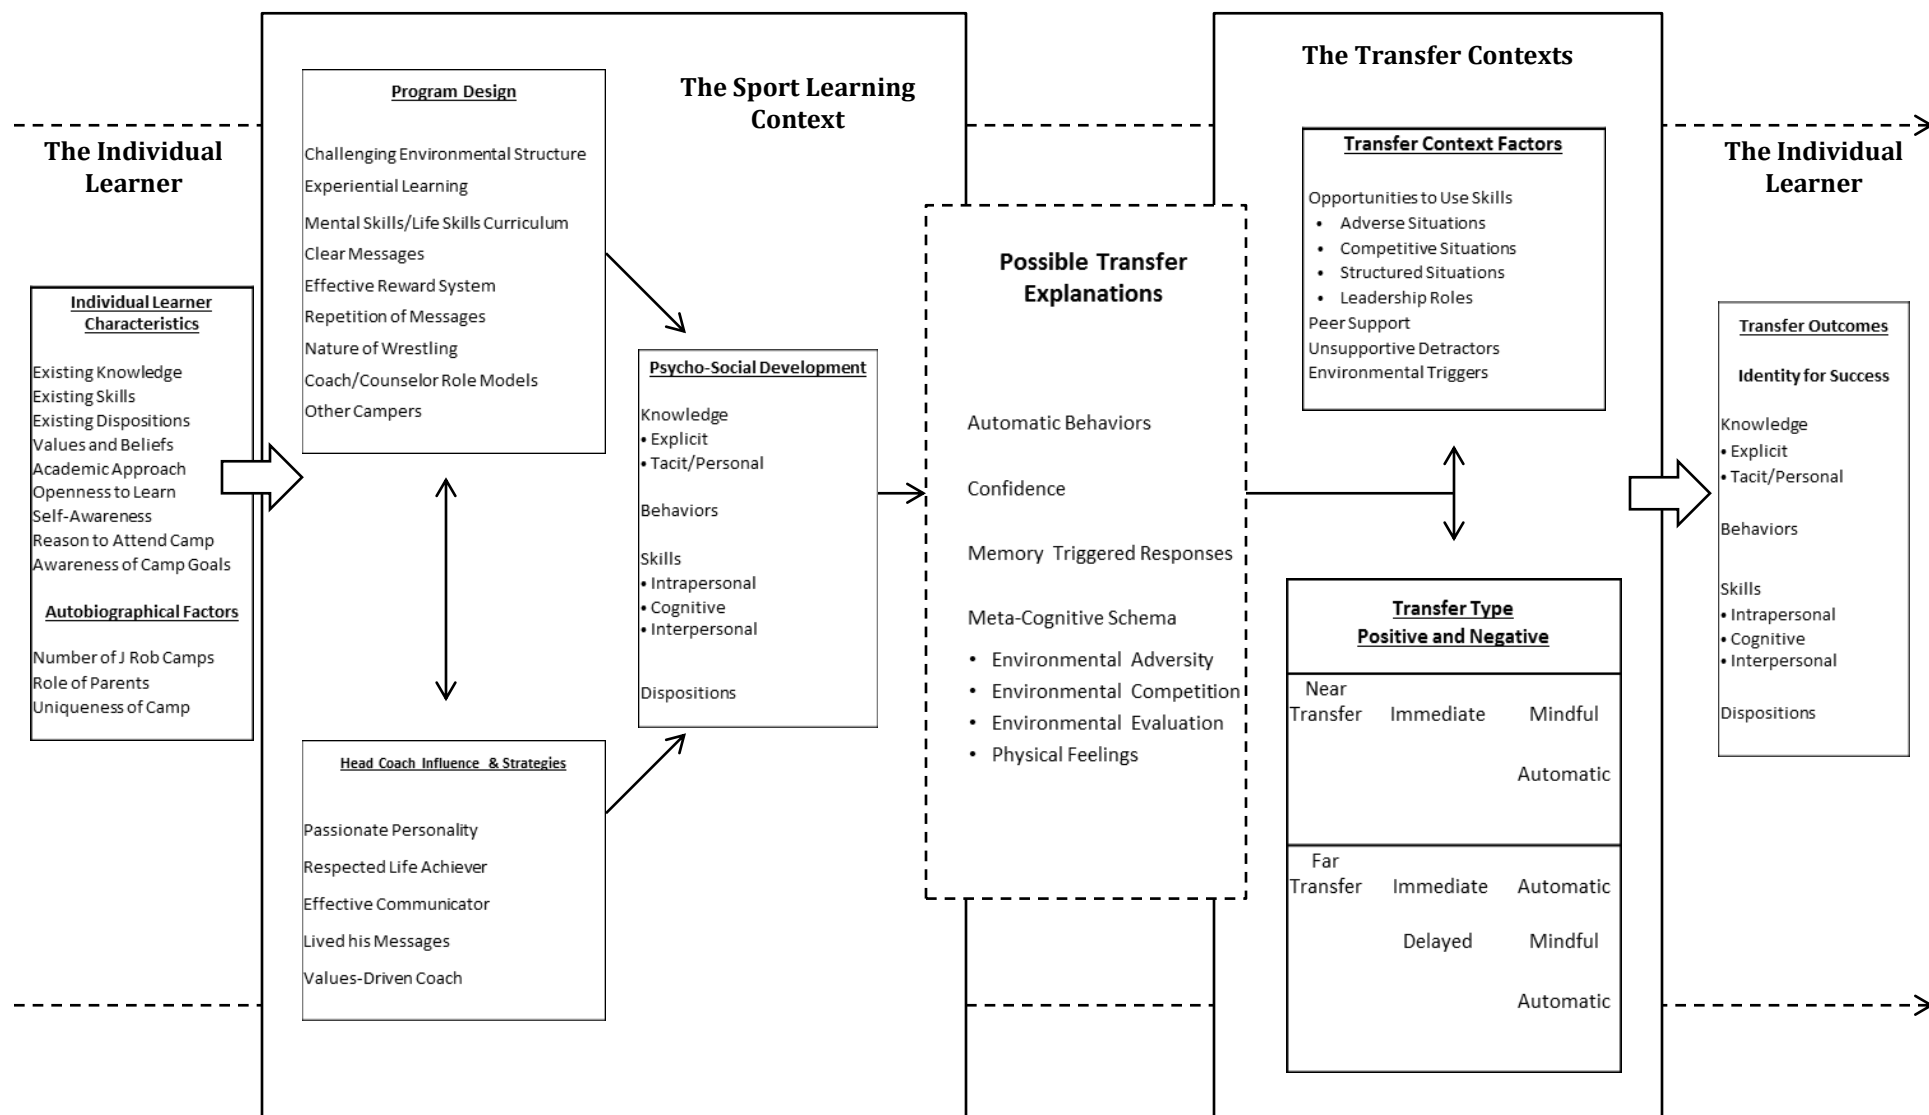 The Individual
Learner
Individual Learner
Characteristics
Existing Knowledge
Existing Skills
Existing Dispositions
Values and Beliefs
Academic Approach
Openness to Learn
Self-Awareness
Reason to Attend Camp
Awareness of Camp Goals
Autobiographical Factors
Number of J Rob Camps
Role of Parents
Uniqueness of Camp
The Sport Learning
Context
Program Design
Challenging Environmental Structure
Experiential Learning
Mental Skills/Life Skills Curriculum
Clear Messages
Effective Reward System
Repetition of Messages
Nature of Wrestling
Coach/Counselor Role Models
Other Campers
Head Coach Influence & Strategies
Passionate Personality
Respected Life Achiever
Effective Communicator
Lived his Messages
Values-Driven Coach
Psycho-Social Development
Knowledge
• Explicit
• Tacit/Personal
Behaviors
Skills
• Intrapersonal
• Cognitive
• Interpersonal
Dispositions
Possible Transfer
Explanations
Automatic Behaviors
Confidence
Memory Triggered Responses
Meta-Cognitive Schema
• Environmental Adversity
• Environmental Competition
• Environmental Evaluation
• Physical Feelings
The Transfer Contexts
Transfer Context Factors
Opportunities to Use Skills
• Adverse Situations
• Competitive Situations
• Structured Situations
• Leadership Roles
Peer Support
Unsupportive Detractors
Environmental Triggers
Transfer Type
Positive and Negative
Near
Transfer Immediate Mindful
Automatic
Far
Transfer Immediate Automatic
Delayed Mindful
Automatic
The Individual
Learner
Transfer Outcomes
Identity for Success
Knowledge
• Explicit
• Tacit/Personal
Behaviors
Skills
• Intrapersonal
• Cognitive
• Interpersonal
Dispositions